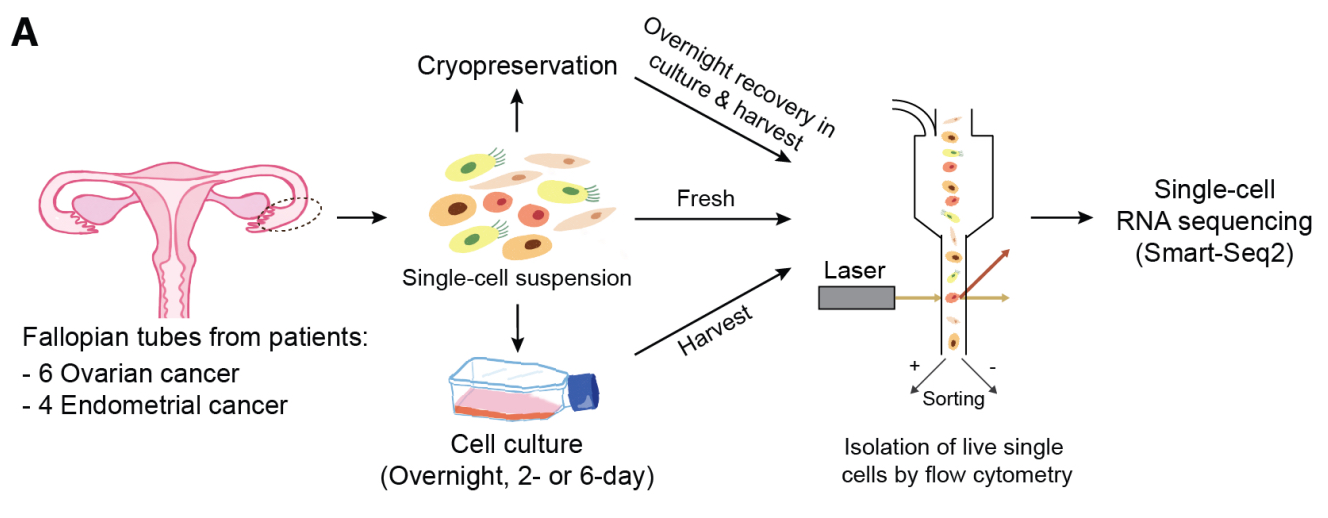 A
Fallopian tubes from patients:
- 6 Ovarian cancer
- 4 Endometrial cancer
Cryopreservation
Single-cell suspension
Cell culture
(Overnight, 2- or 6-day)
Overnight recovery in
culture & harvest
Fresh
Harvest
Laser
+
-
Sorting
Isolation of live single
cells by flow cytometry
Single-cell
RNA sequencing
(Smart-Seq2)